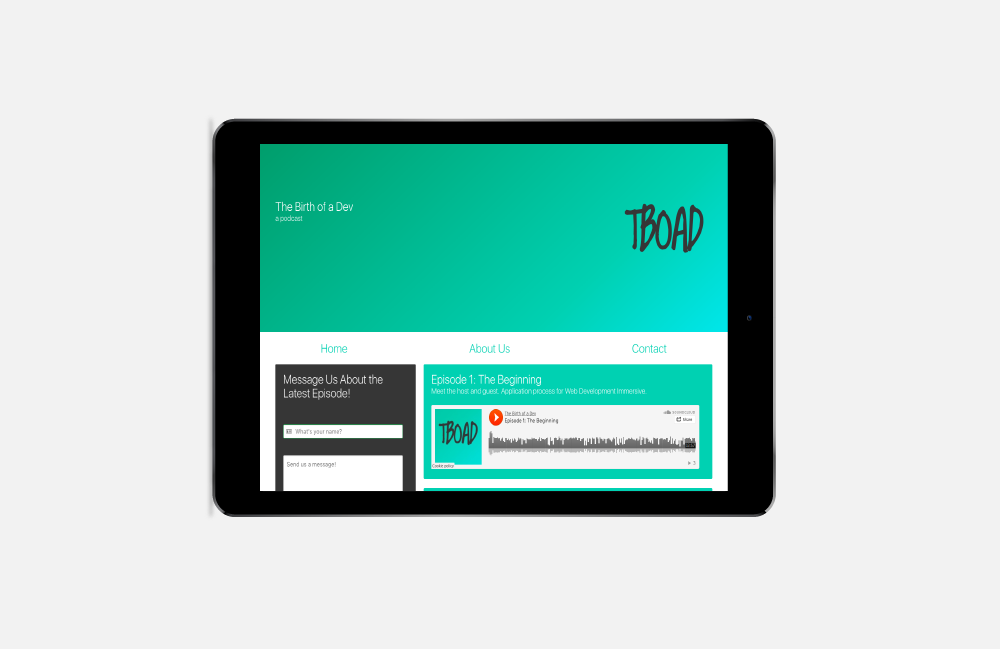 The Birth of a Dev
a podcast
TBOAD
Home
About Us
Contact
Message Us About the
Latest Episode!
What's your name?
Send us a message!
Episode 1: The Beginning
Meet the host and guest. Application process for Web Development Immersive.
The Birth of a Dev
Episode 1: The Beginning
SOUNDCLOUD
Share
TBOAD
Cookie policy